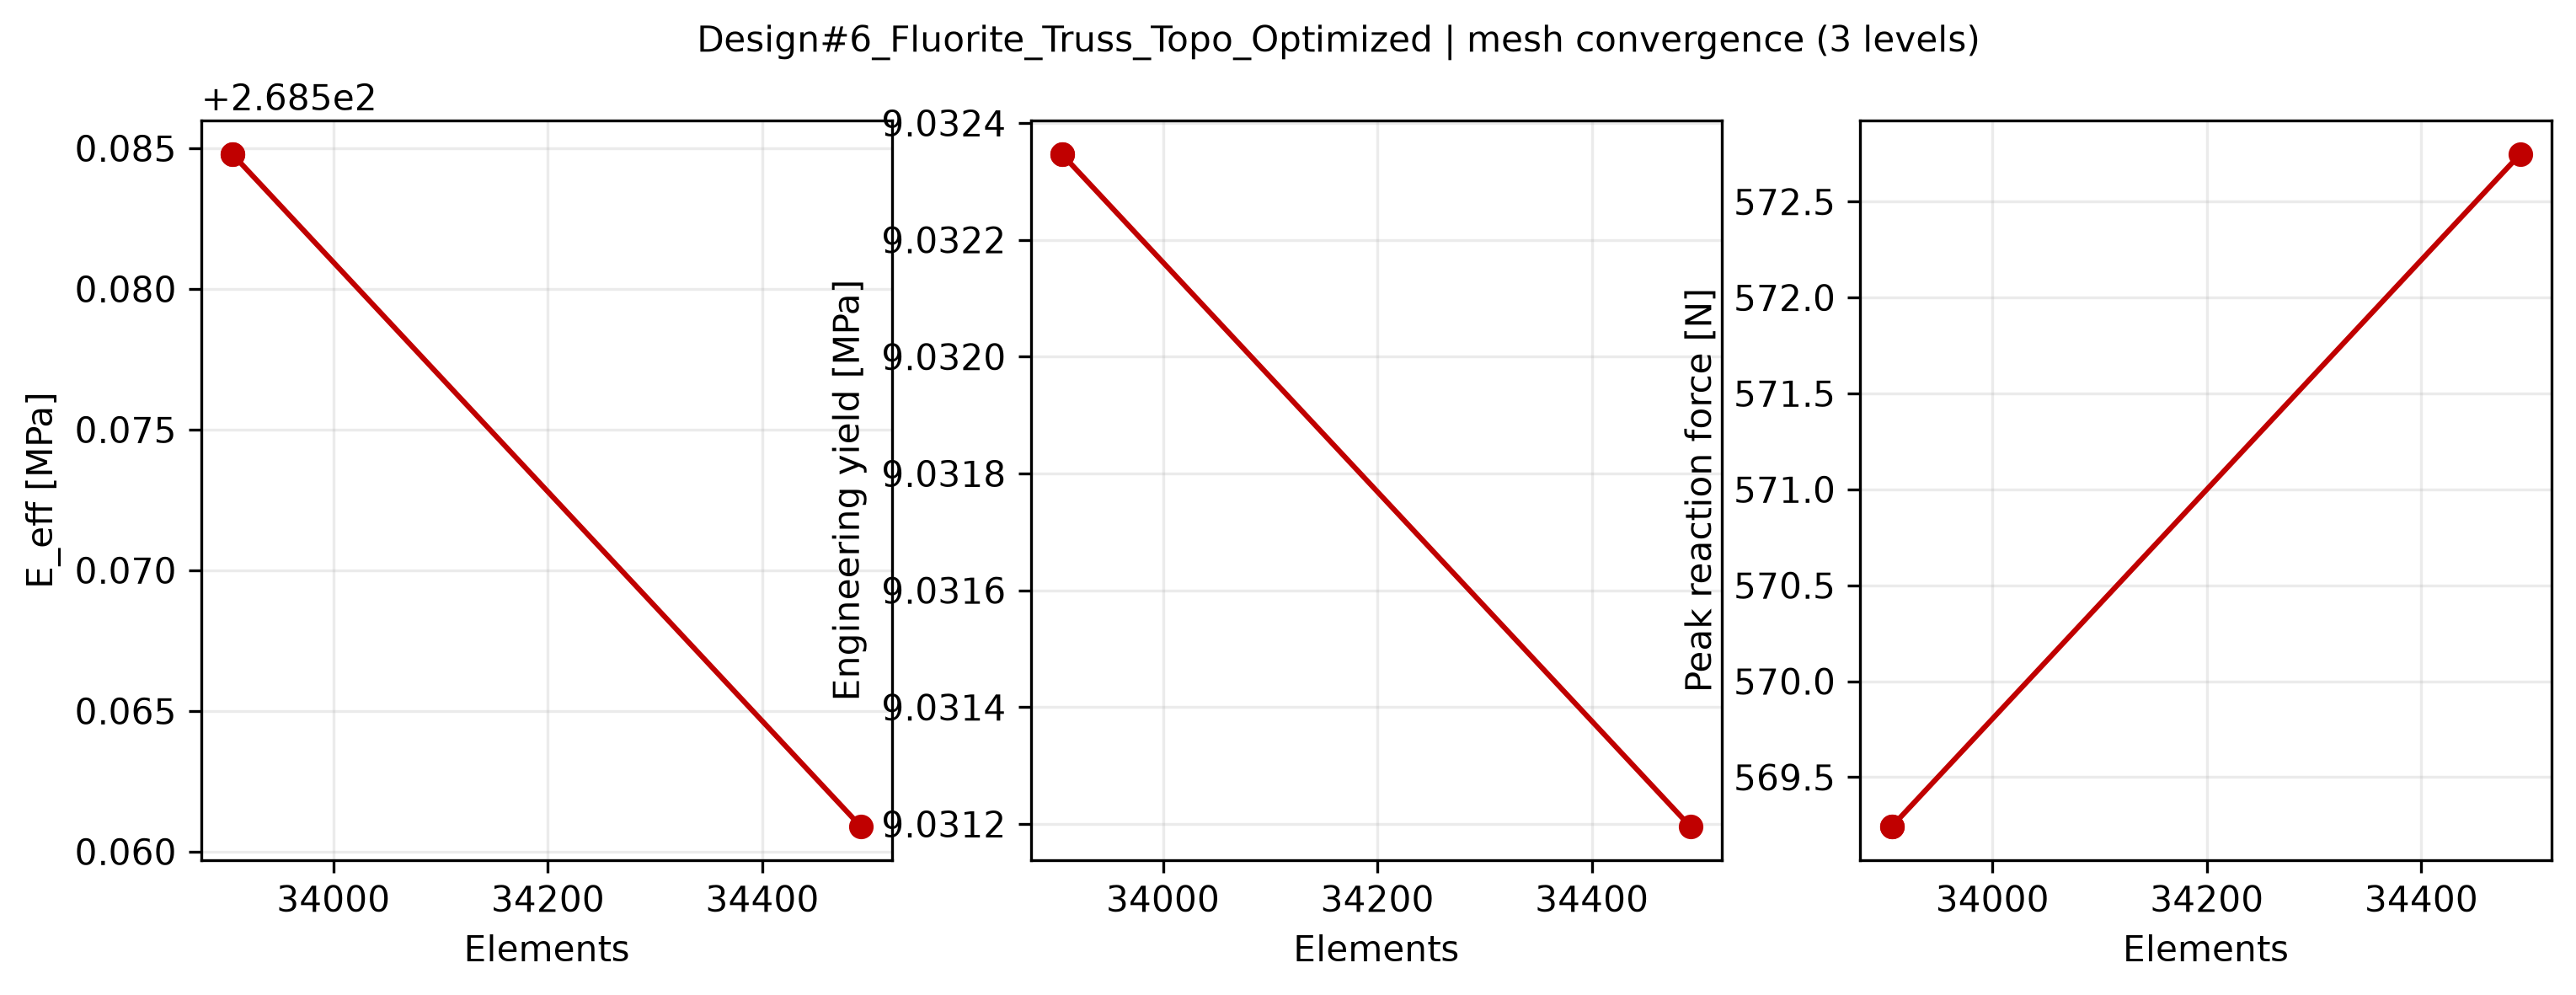 Design#6_Fluorite_Truss_Topo_Optimized | mesh convergence (3 levels)
+2.685e2
E_eff [MPa]
0.085
0.080
0.075
0.070
0.065
0.060
34000 34200 34400
Elements
Engineering yield [MPa]
9.0324
9.0322
9.0320
9.0318
9.0316
9.0314
9.0312
34000 34200 34400
Elements
Peak reaction force [N]
572.5
572.0
571.5
571.0
570.5
570.0
569.5
34000 34200 34400
Elements